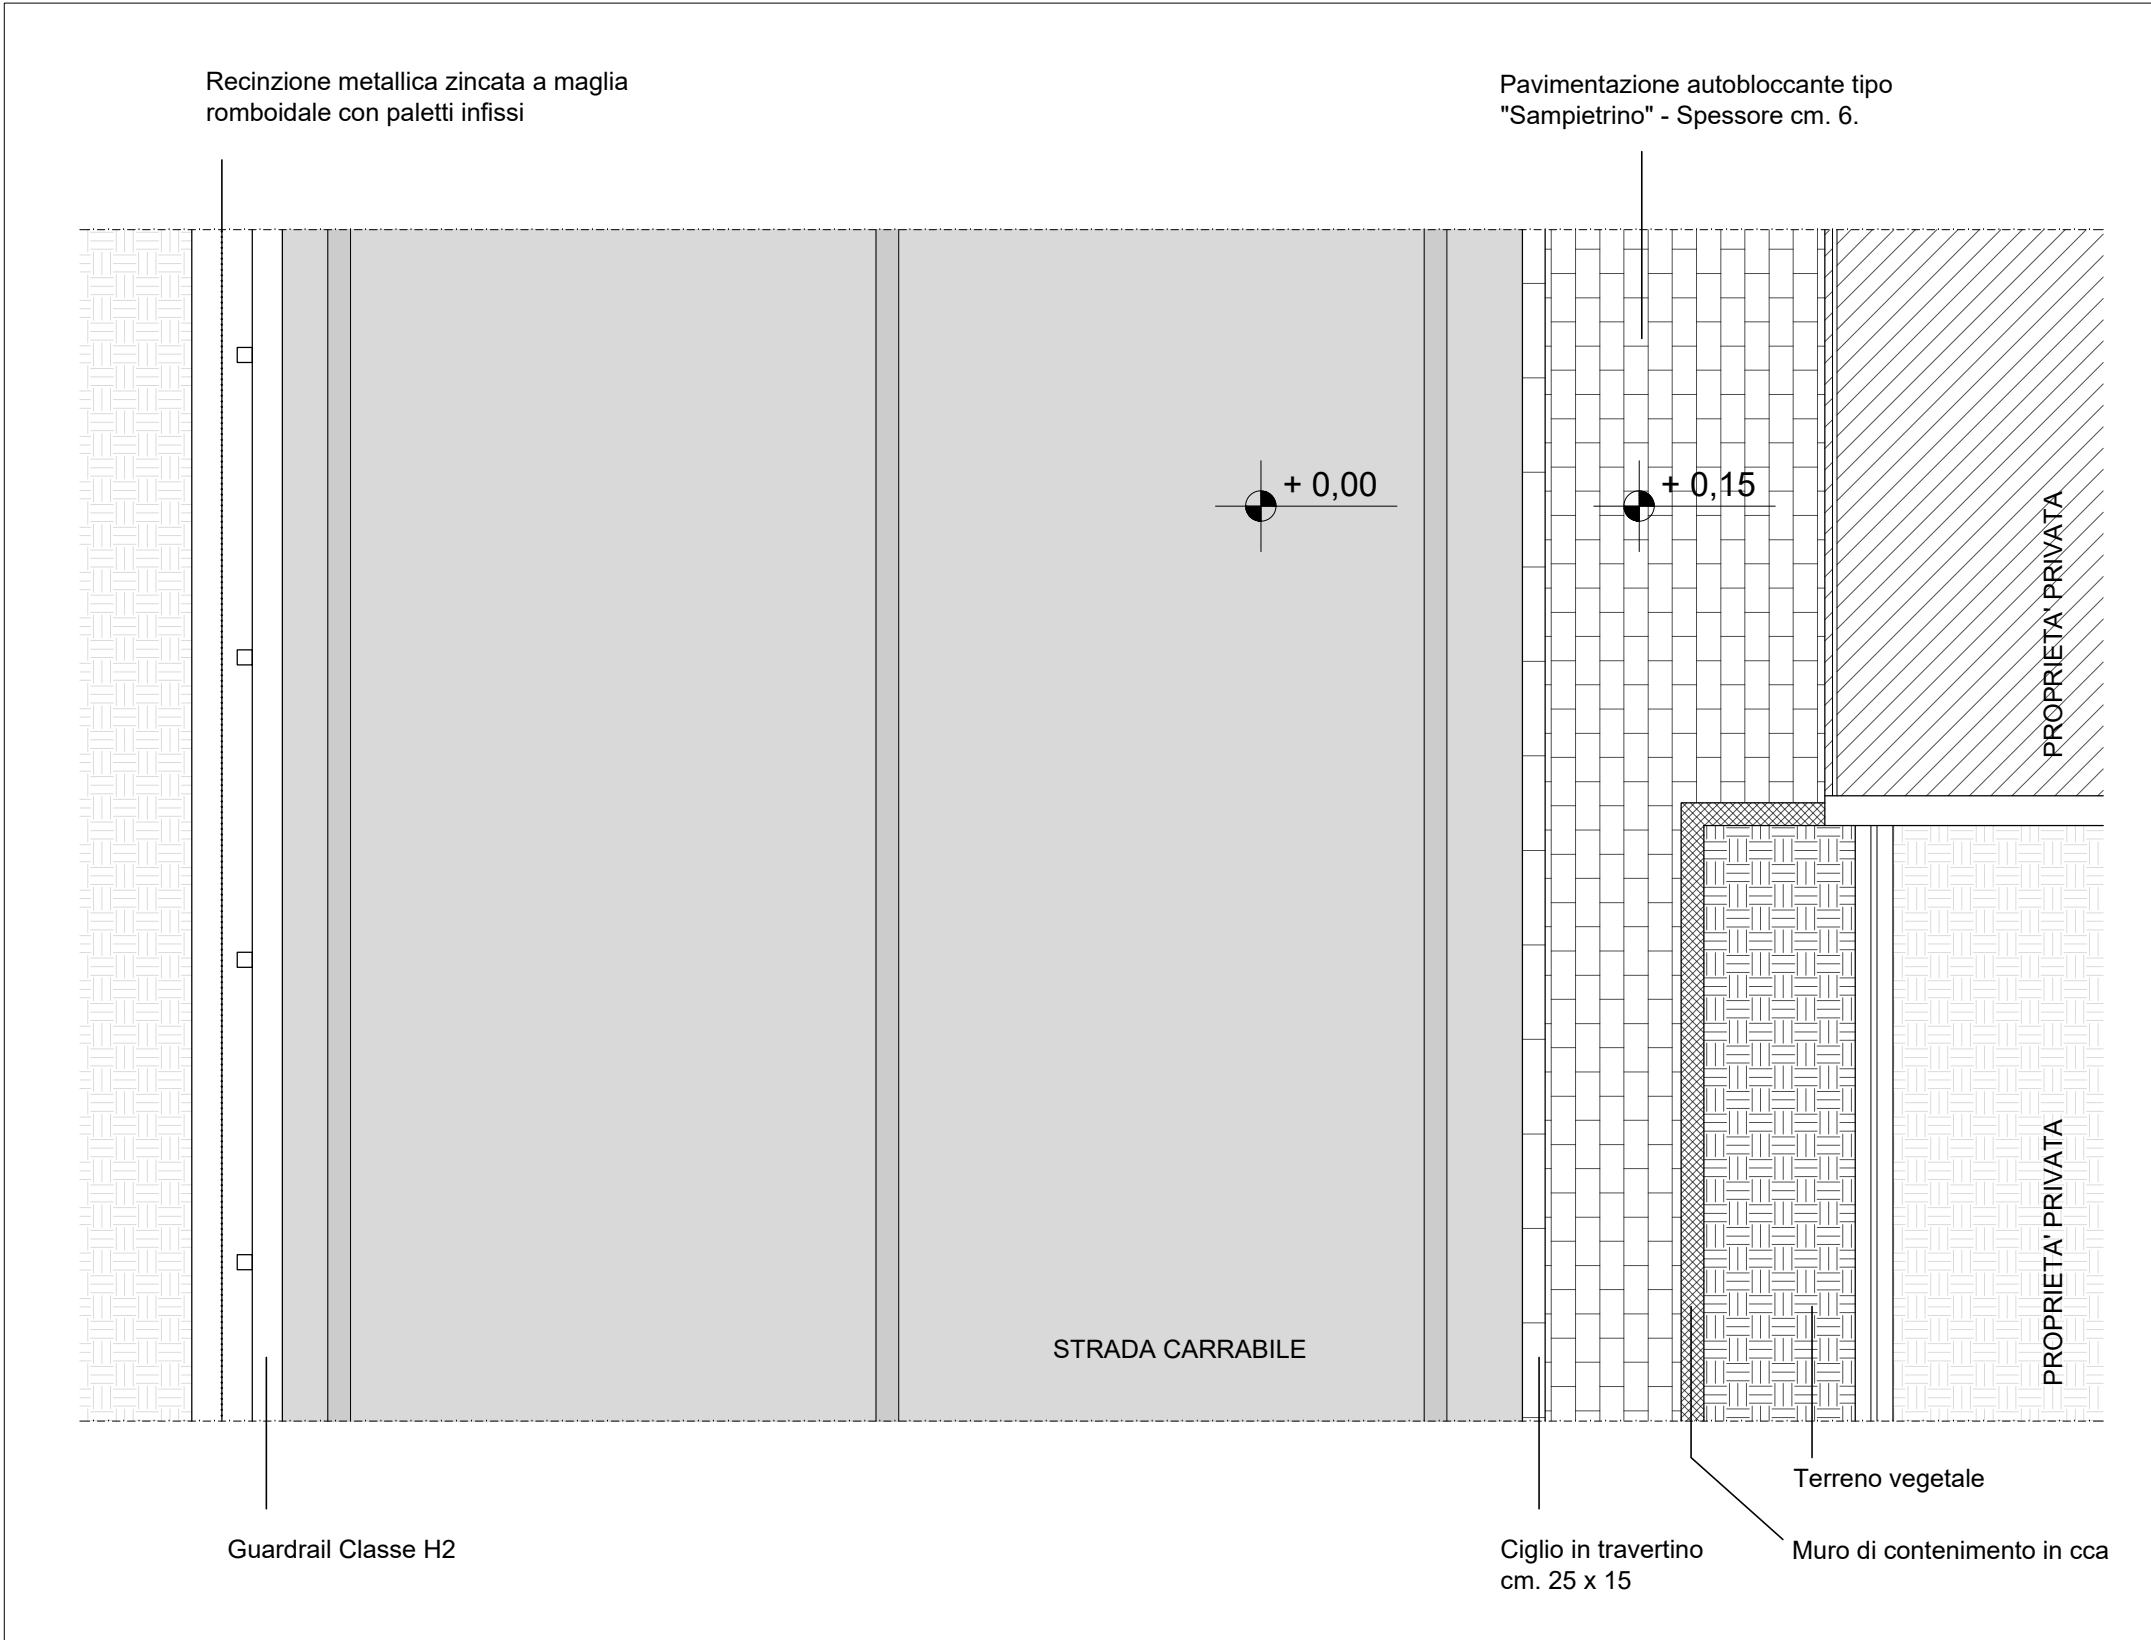 Recinzione metallica zincata a maglia
romboidale con paletti infissi
Pavimentazione autobloccante tipo
"Sampietrino" - Spessore cm. 6.
+ 0,00
+ 0,15
PROPRIETA' PRIVATA
PROPRIETA' PRIVATA
STRADA CARRABILE
Terreno vegetale
Guardrail Classe H2
Ciglio in travertino
cm. 25 x 15
Muro di contenimento in cca